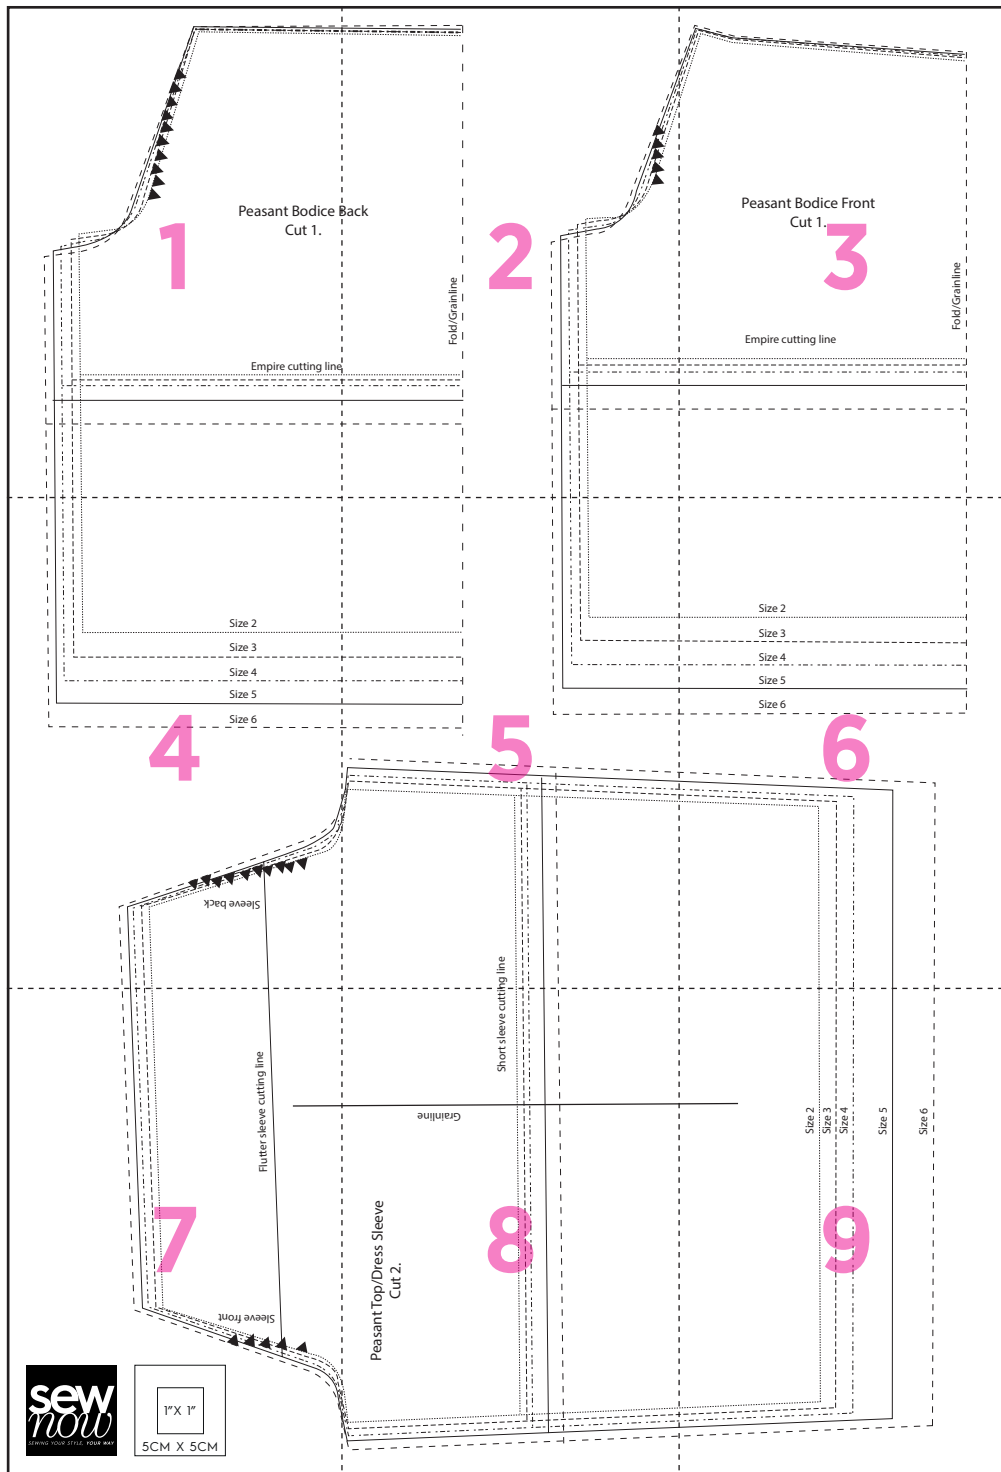 Peasant Bodice Back
Cut 1.
1
Fold/Grainline
Empire cutting line
2
Peasant Bodice Front
Cut 1.
3
Fold/Grainline
Empire cutting line
Size 2
Size 3
Size 4
Size 5
Size 6
Size 2
Size 3
Size 4
Size 5
Size 6
4
5
6
Sleeve back
Flutter sleeve cutting line
Short sleeve cutting line
Grainline
Size 2
Size 3
Size 4
Size 5
Size 6
7
8
9
Sleeve front
Peasant Top/Dress Sleeve
Cut 2.
sew
now
SEWING YOUR STYLE, YOUR WAY
1" X 1"
5CM X 5CM